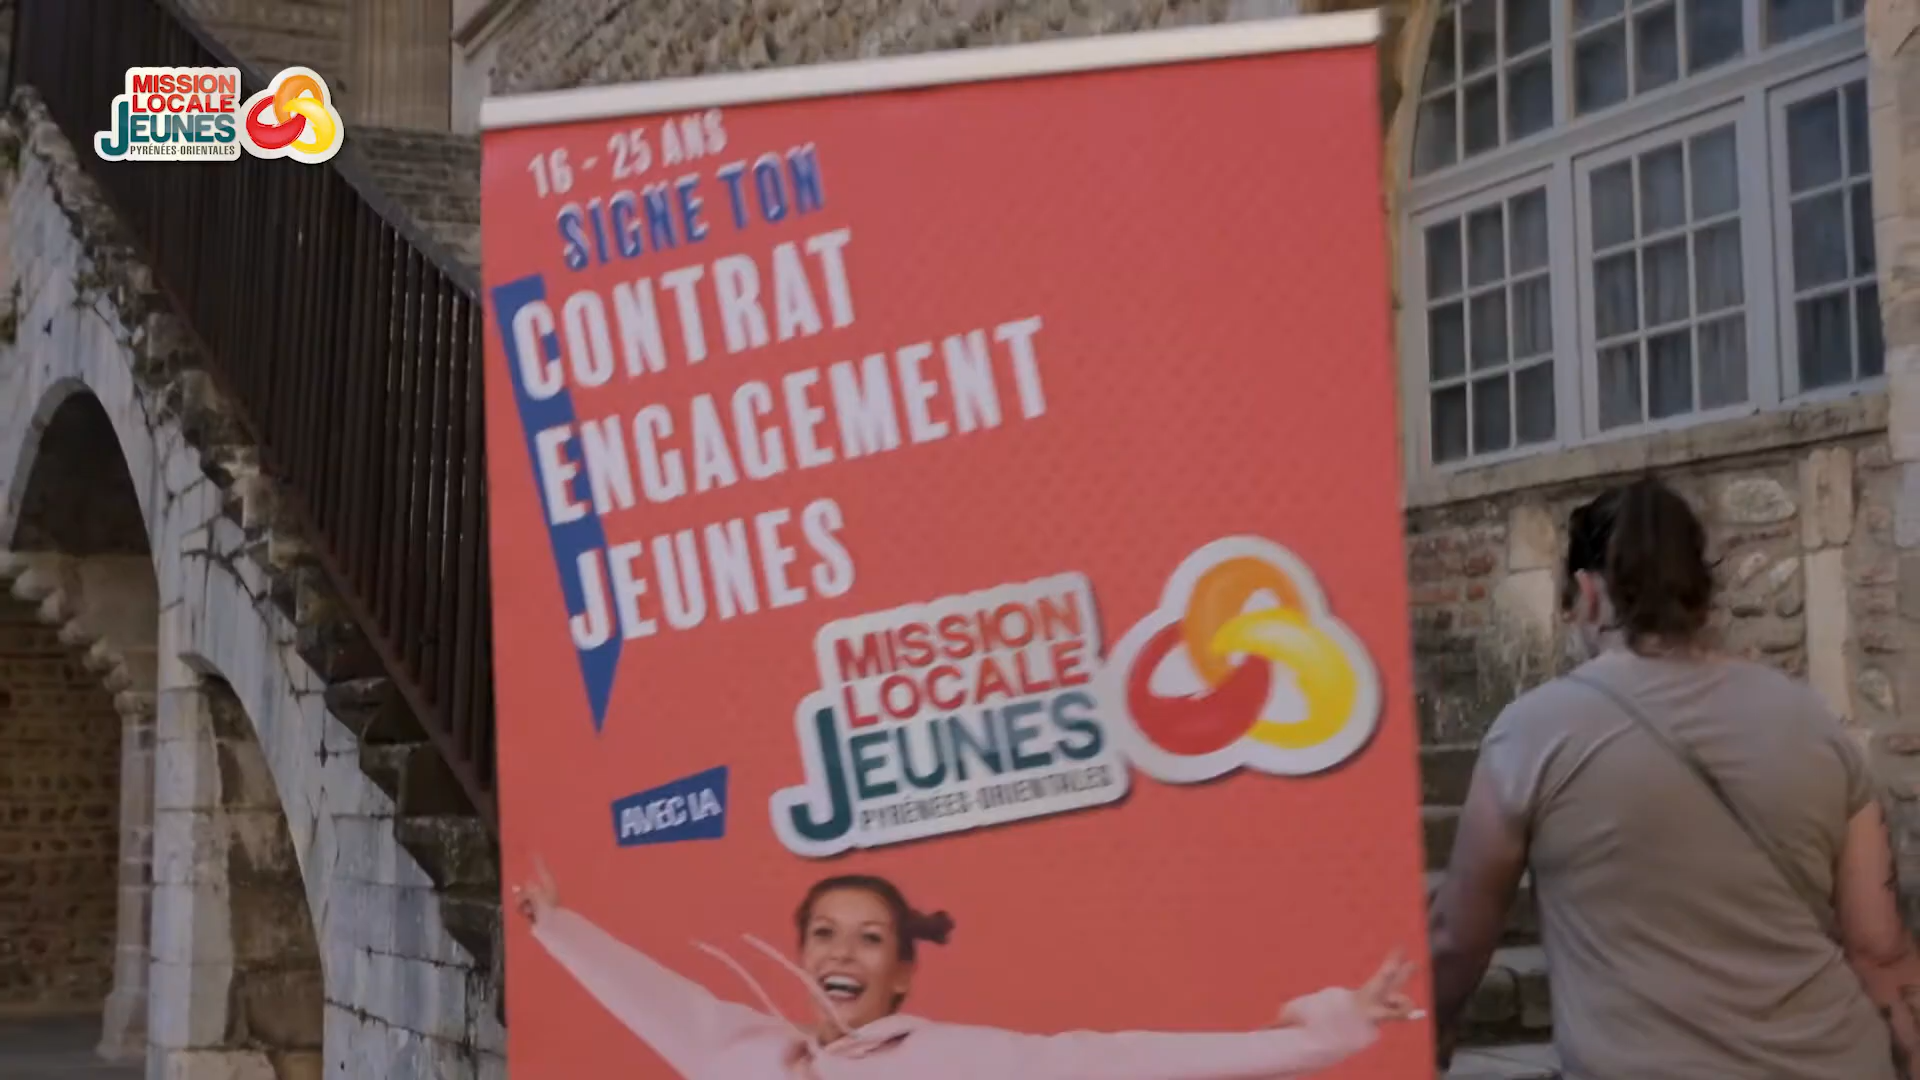 MISSION
LOCALE
JEUNES
PYRÉNÉES-ORIENTALES
16 - 25 ANS
SIGNE TON
CONTRAT
ENGAGEMENT
JEUNES
AVEC LA
MISSION
LOCALE
JEUNES
PYRÉNÉES-ORIENTALES